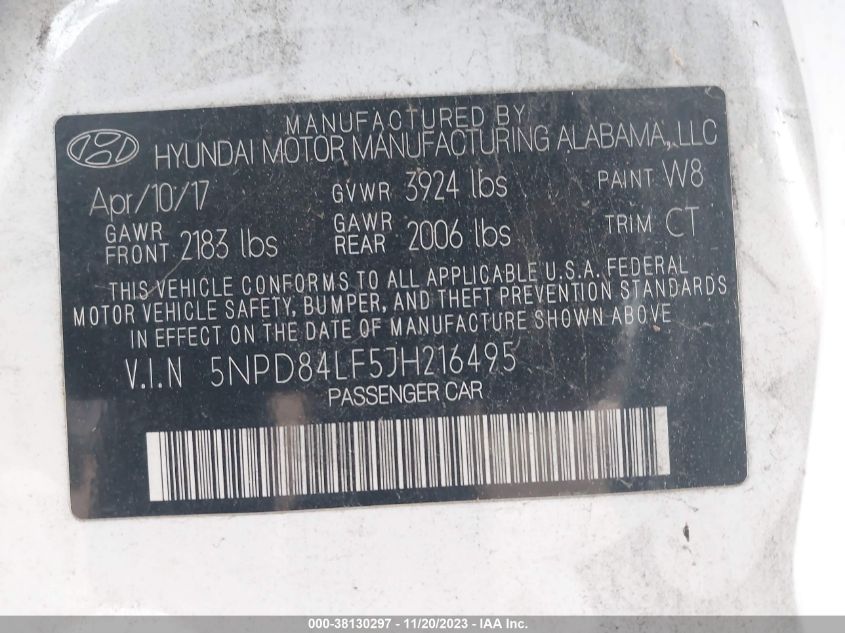 MANUFACTURED BY
HYUNDAI MOTOR MANUFACTURING ALABAMA, LLC
Apr/10/17 GVWR 3924 lbs PAINT W8
GAWR FRONT 2183 lbs GAWR REAR 2006 lbs TRIM CT
THIS VEHICLE CONFORMS TO ALL APPLICABLE U.S.A. FEDERAL
MOTOR VEHICLE SAFETY, BUMPER, AND THEFT PREVENTION STANDARDS
IN EFFECT ON THE DATE OF MANUFACTURE SHOWN ABOVE
V.I.N 5NPD84LF5JH216495
PASSENGER CAR
000-38130297 - 11/20/2023 - IAA Inc.